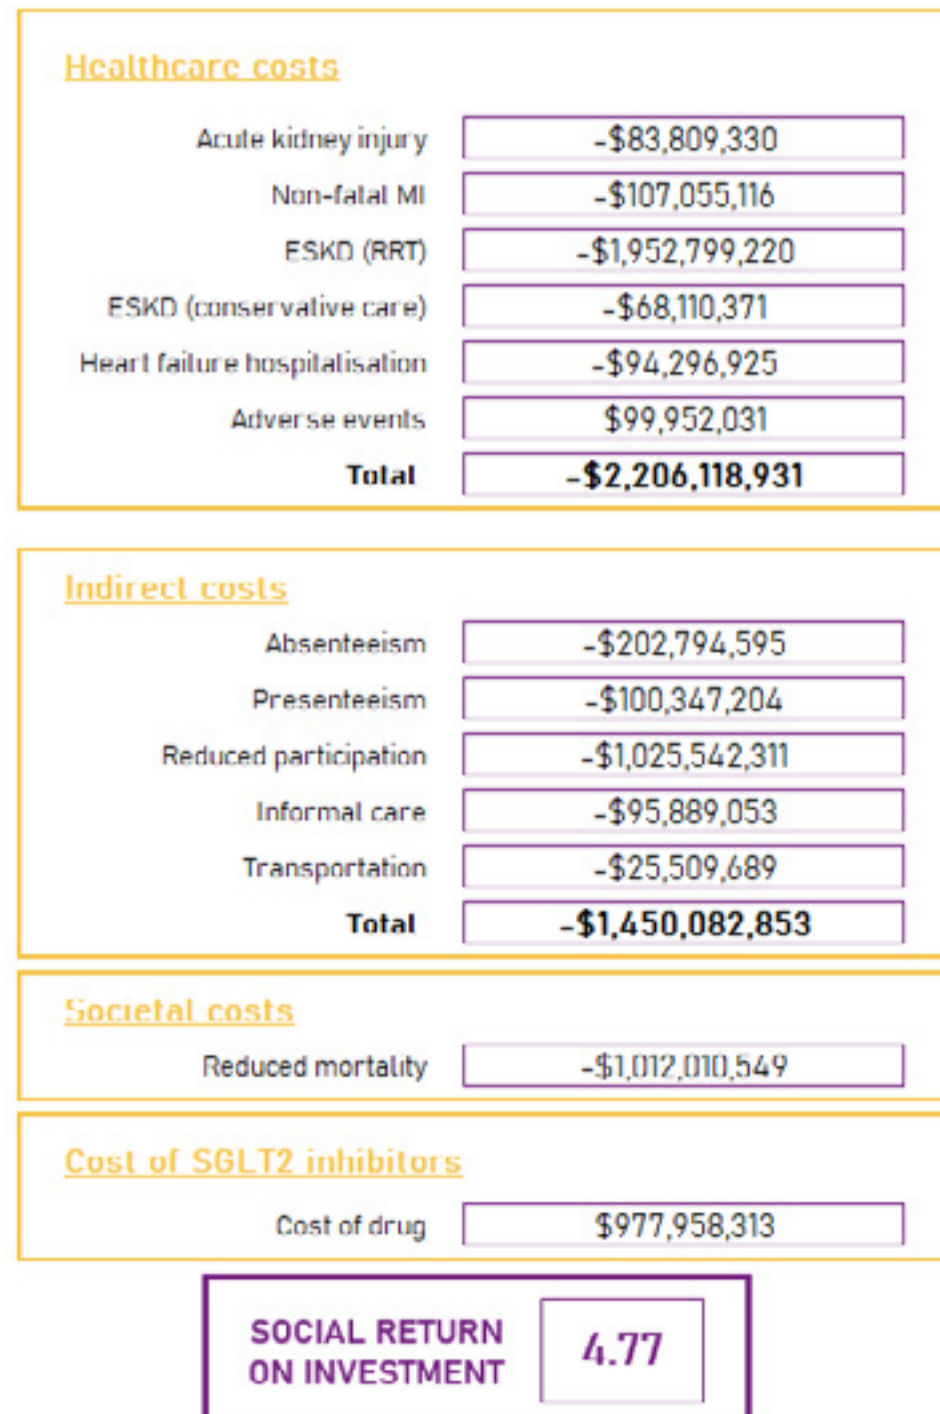 Healthcare costs
Acute kidney injury -$83,809,330
Non-fatal MI -$107,055,116
ESKD (RRT) -$1,952,799,220
ESKD (conservative care) -$68,110,371
Heart failure hospitalisation -$94,296,925
Adverse events $99,952,031
Total -$2,206,118,931
Indirect costs
Absenteeism -$202,794,595
Presenteeism -$100,347,204
Reduced participation -$1,025,542,311
Informal care -$95,889,053
Transportation -$25,509,689
Total -$1,450,082,853
Societal costs
Reduced mortality -$1,012,010,549
Cost of SGLT2 inhibitors
Cost of drug $977,958,313
SOCIAL RETURN
ON INVESTMENT
4.77